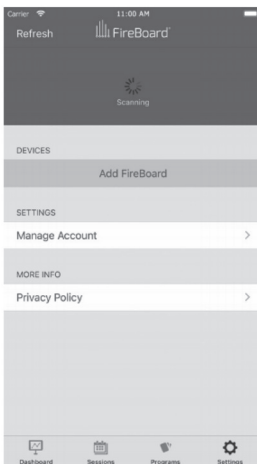 Carrier 11:00 AM
Refresh FireBoard
Scanning
DEVICES
Add FireBoard
SETTINGS
Manage Account
MORE INFO
Privacy Policy
Dashboard Sessions Programs Settings